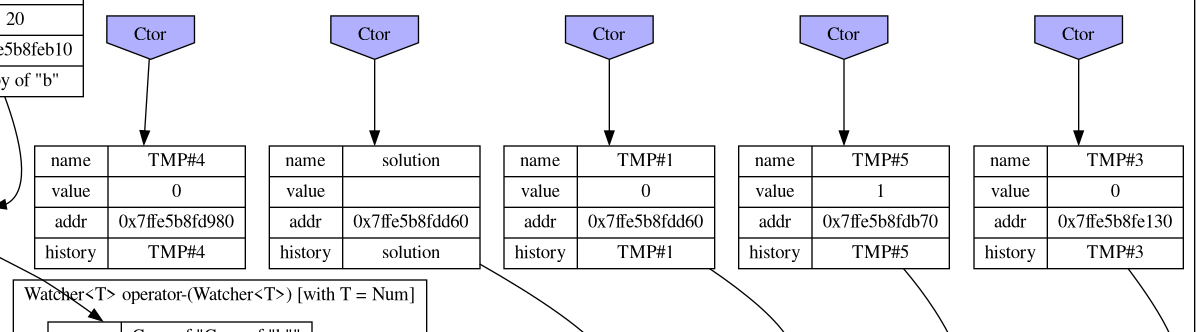 20
e5b8feb10
y of "b"
Ctor
Ctor
Ctor
Ctor
Ctor
name TMP#4
value 0
addr 0x7ffe5b8fd980
history TMP#4
name solution
value
addr 0x7ffe5b8fdd60
history solution
name TMP#1
value 0
addr 0x7ffe5b8fdd60
history TMP#1
name TMP#5
value 1
addr 0x7ffe5b8fdb70
history TMP#5
name TMP#3
value 0
addr 0x7ffe5b8fe130
history TMP#3
Watcher<T> operator-(Watcher<T>) [with T = Num]